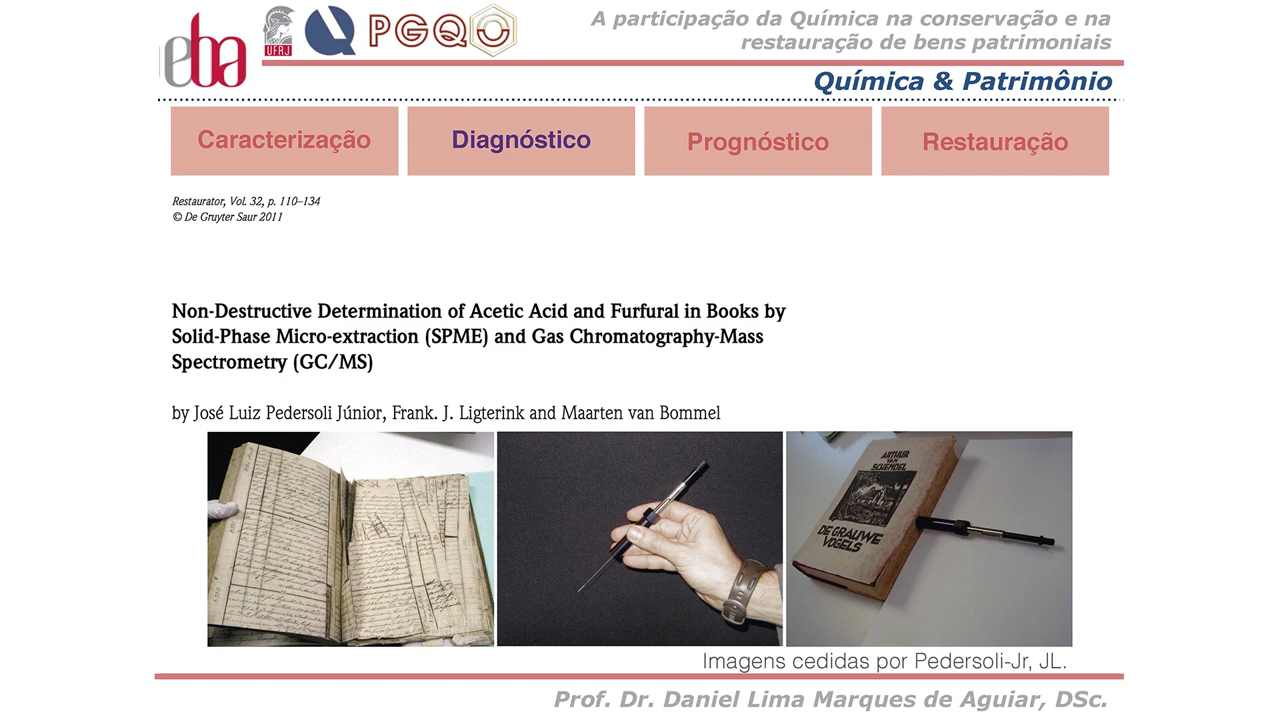 eba
UFRJ
PGQu
A participação da Química na conservação e na
restauração de bens patrimoniais
Química & Patrimônio
Caracterização
Diagnóstico
Prognóstico
Restauração
Restaurator, Vol. 32, p. 110–134
© De Gruyter Saur 2011
Non-Destructive Determination of Acetic Acid and Furfural in Books by
Solid-Phase Micro-extraction (SPME) and Gas Chromatography-Mass
Spectrometry (GC/MS)
by José Luiz Pedersoli Júnior, Frank. J. Ligterink and Maarten van Bommel
ARTHUR
VAN
SCHENDEL
DE GRAUWE
VOGELS
Imagens cedidas por Pedersoli-Jr, JL.
Prof. Dr. Daniel Lima Marques de Aguiar, DSc.